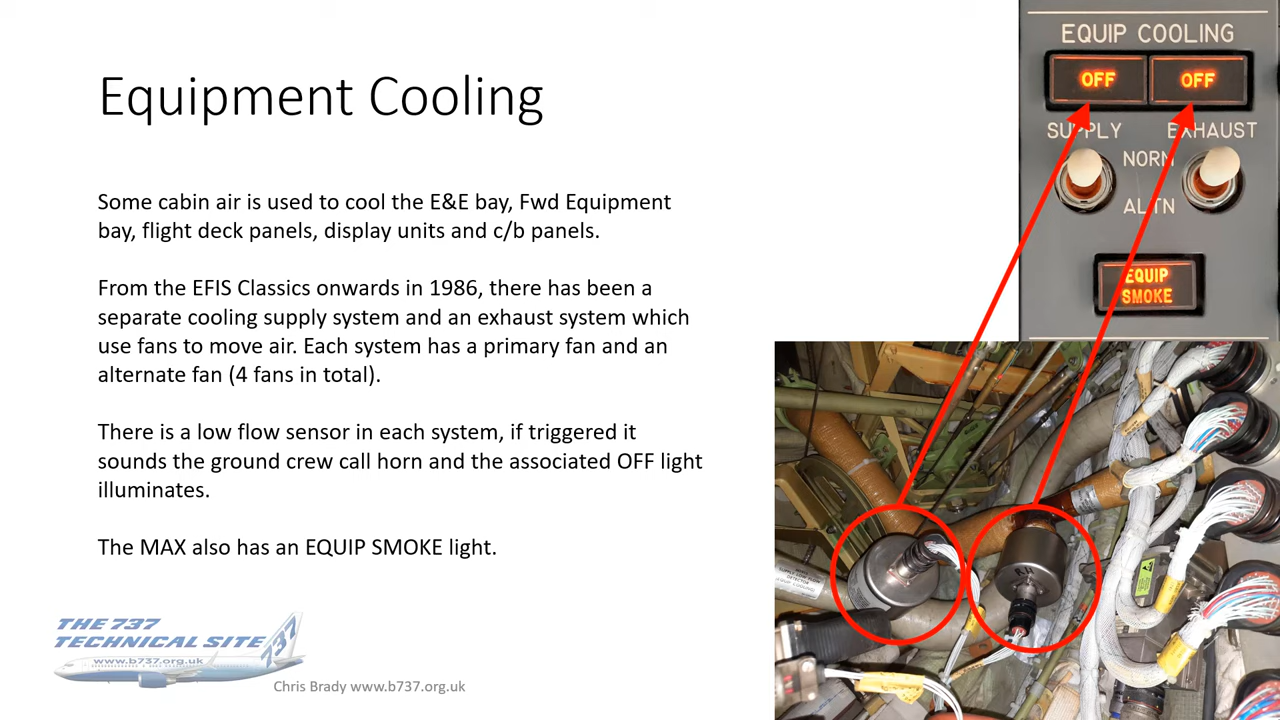 Equipment Cooling
Some cabin air is used to cool the E&E bay, Fwd Equipment
bay, flight deck panels, display units and c/b panels.
From the EFIS Classics onwards in 1986, there has been a
separate cooling supply system and an exhaust system which
use fans to move air. Each system has a primary fan and an
alternate fan (4 fans in total).
There is a low flow sensor in each system, if triggered it
sounds the ground crew call horn and the associated OFF light
illuminates.
The MAX also has an EQUIP SMOKE light.
EQUIP COOLING
OFF OFF
SUPPLY EXHAUST
NORM
ALTN
EQUIP
SMOKE
RH
THE 737
TECHNICAL SITE
737
www.b737.org.uk
Chris Brady www.b737.org.uk